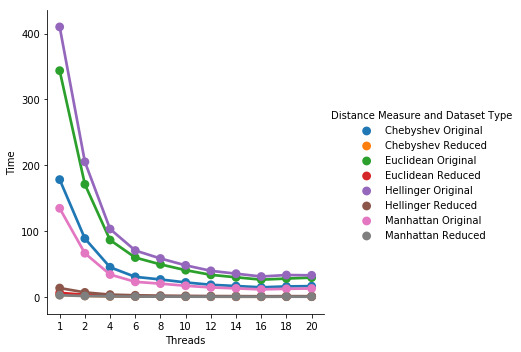 400
300
200
100
0
Time
1 2 4 6 8 10 12 14 16 18 20
Threads
Distance Measure and Dataset Type
Chebyshev Original
Chebyshev Reduced
Euclidean Original
Euclidean Reduced
Hellinger Original
Hellinger Reduced
Manhattan Original
Manhattan Reduced